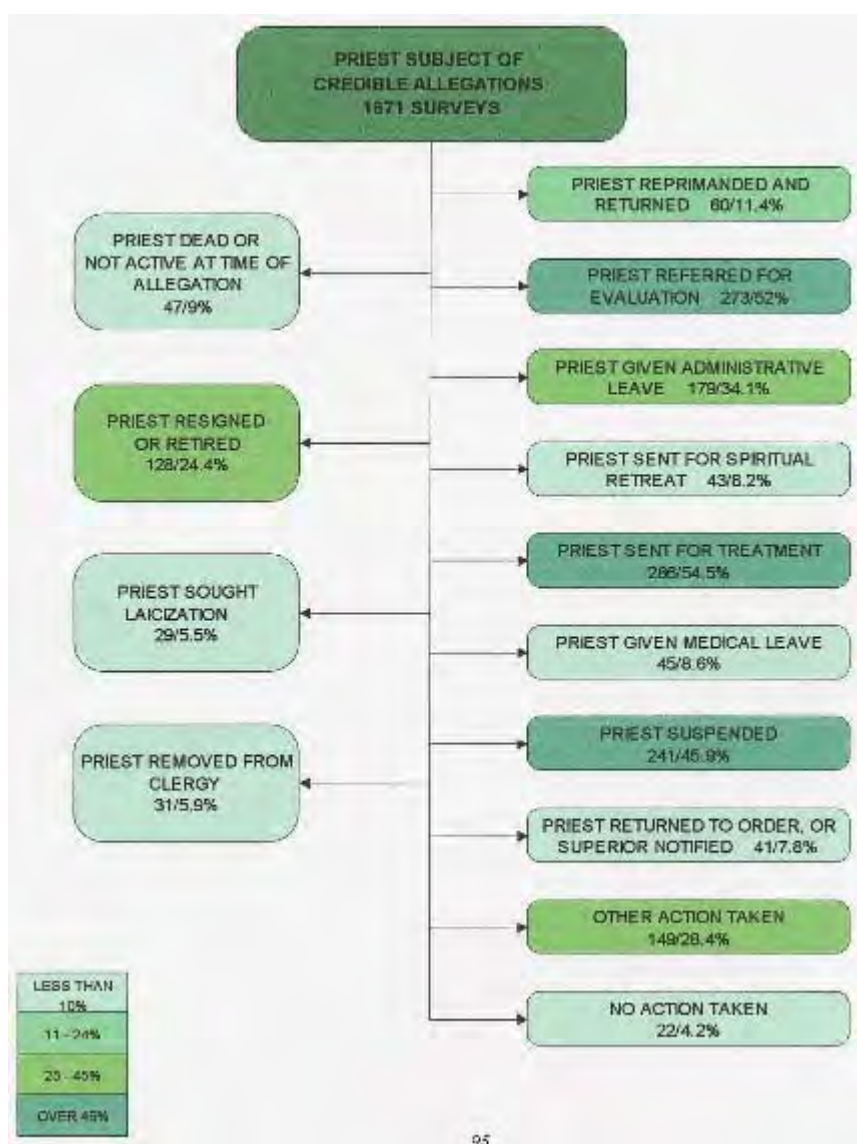 PRIEST SUBJECT OF
CREDIBLE ALLEGATIONS
1671 SURVEYS
PRIEST REPRIMANDED AND
RETURNED 60/11.4%
PRIEST DEAD OR
NOT ACTIVE AT TIME OF
ALLEGATION
47/9%
PRIEST REFERRED FOR
EVALUATION 273/52%
PRIEST GIVEN ADMINISTRATIVE
LEAVE 179/34.1%
PRIEST RESIGNED
OR RETIRED
128/24.4%
PRIEST SENT FOR SPIRITUAL
RETREAT 43/8.2%
PRIEST SENT FOR TREATMENT
286/54.5%
PRIEST SOUGHT
LAICIZATION
29/5.5%
PRIEST GIVEN MEDICAL LEAVE
45/8.6%
PRIEST SUSPENDED
241/45.9%
PRIEST REMOVED FROM
CLERGY
31/5.9%
PRIEST RETURNED TO ORDER, OR
SUPERIOR NOTIFIED 41/7.8%
OTHER ACTION TAKEN
149/28.4%
NO ACTION TAKEN
22/4.2%
LESS THAN
10%
11 - 24%
25 - 45%
OVER 45%
95